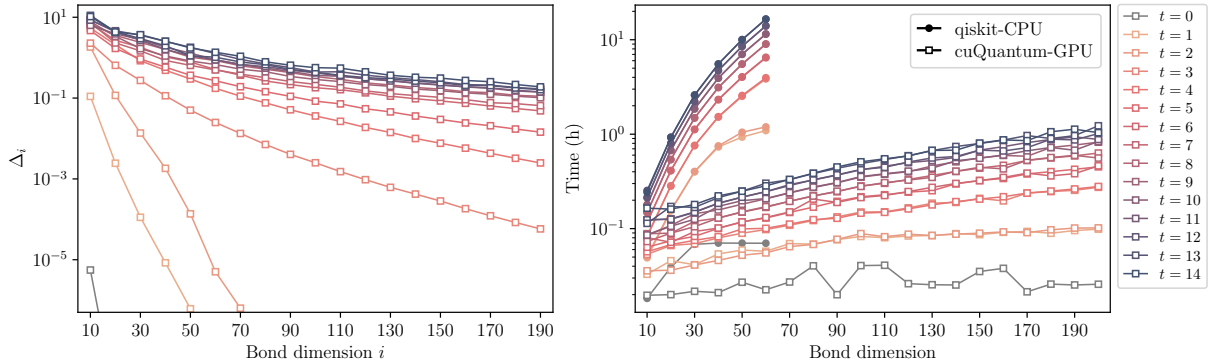 10^1
10^{-1}
10^{-3}
10^{-5}
Δ_i
10 30 50 70 90 110 130 150 170 190
Bond dimension i
10^1
10^0
10^{-1}
Time (h)
qiskit-CPU
cuQuantum-GPU
10 30 50 70 90 110 130 150 170 190
Bond dimension
t = 0
t = 1
t = 2
t = 3
t = 4
t = 5
t = 6
t = 7
t = 8
t = 9
t = 10
t = 11
t = 12
t = 13
t = 14